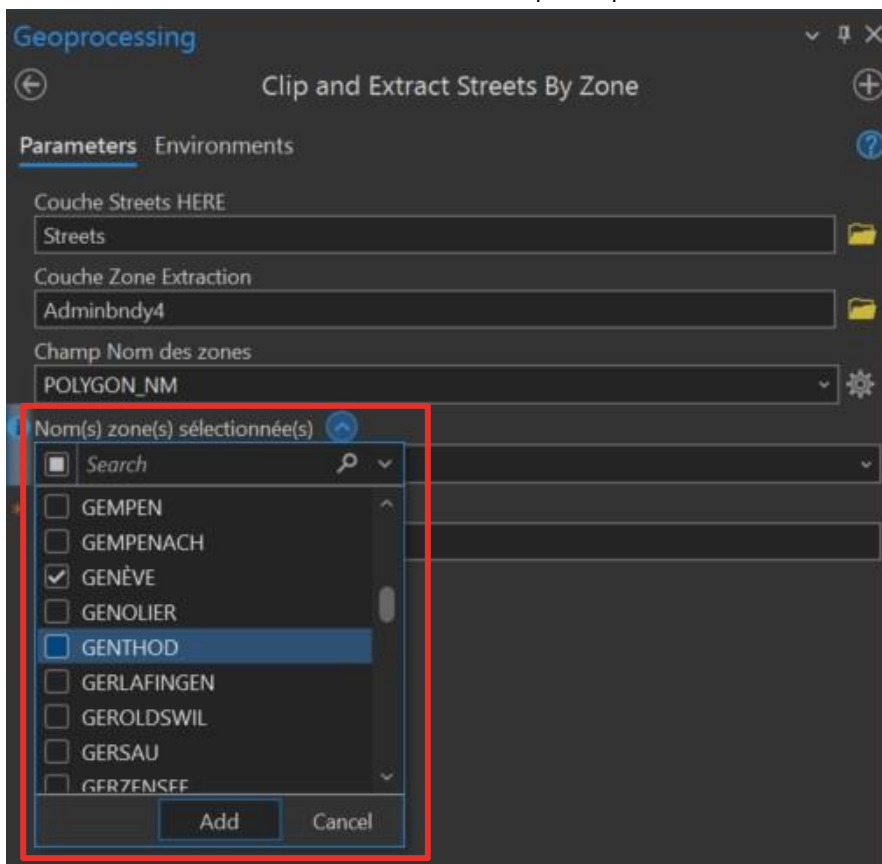 Geoprocessing
Clip and Extract Streets By Zone
Parameters Environments
Couche Streets HERE
Streets
Couche Zone Extraction
Adminbndy4
Champ Nom des zones
POLYGON_NM
Nom(s) zone(s) sélectionnée(s)
Search
GEMPEN
GEMPENACH
GENÈVE
GENOLIER
GENTHOD
GERLAFINGEN
GEROLDSWIL
GERSAU
GERZENSEE
Add Cancel